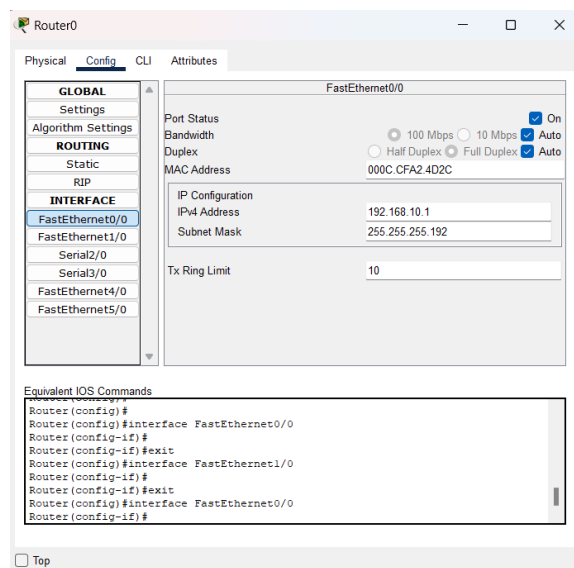 Router0
Physical Config CLI Attributes
GLOBAL
Settings
Algorithm Settings
ROUTING
Static
RIP
INTERFACE
FastEthernet0/0
FastEthernet1/0
Serial2/0
Serial3/0
FastEthernet4/0
FastEthernet5/0
FastEthernet0/0
Port Status On
Bandwidth 100 Mbps 10 Mbps Auto
Duplex Half Duplex Full Duplex Auto
MAC Address 000C.CFA2.4D2C
IP Configuration
IPv4 Address 192.168.10.1
Subnet Mask 255.255.255.192
Tx Ring Limit 10
Equivalent IOS Commands
Router(config)#
Router(config)#interface FastEthernet0/0
Router(config-if)#
Router(config-if)#exit
Router(config)#interface FastEthernet1/0
Router(config-if)#
Router(config-if)#exit
Router(config)#interface FastEthernet0/0
Router(config-if)#
Top